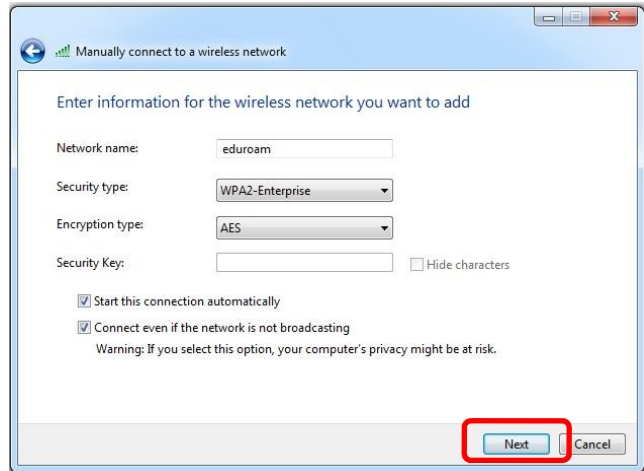 Manually connect to a wireless network
Enter information for the wireless network you want to add
Network name: eduroam
Security type: WPA2-Enterprise
Encryption type: AES
Security Key: Hide characters
Start this connection automatically
Connect even if the network is not broadcasting
Warning: If you select this option, your computer's privacy might be at risk.
Next Cancel